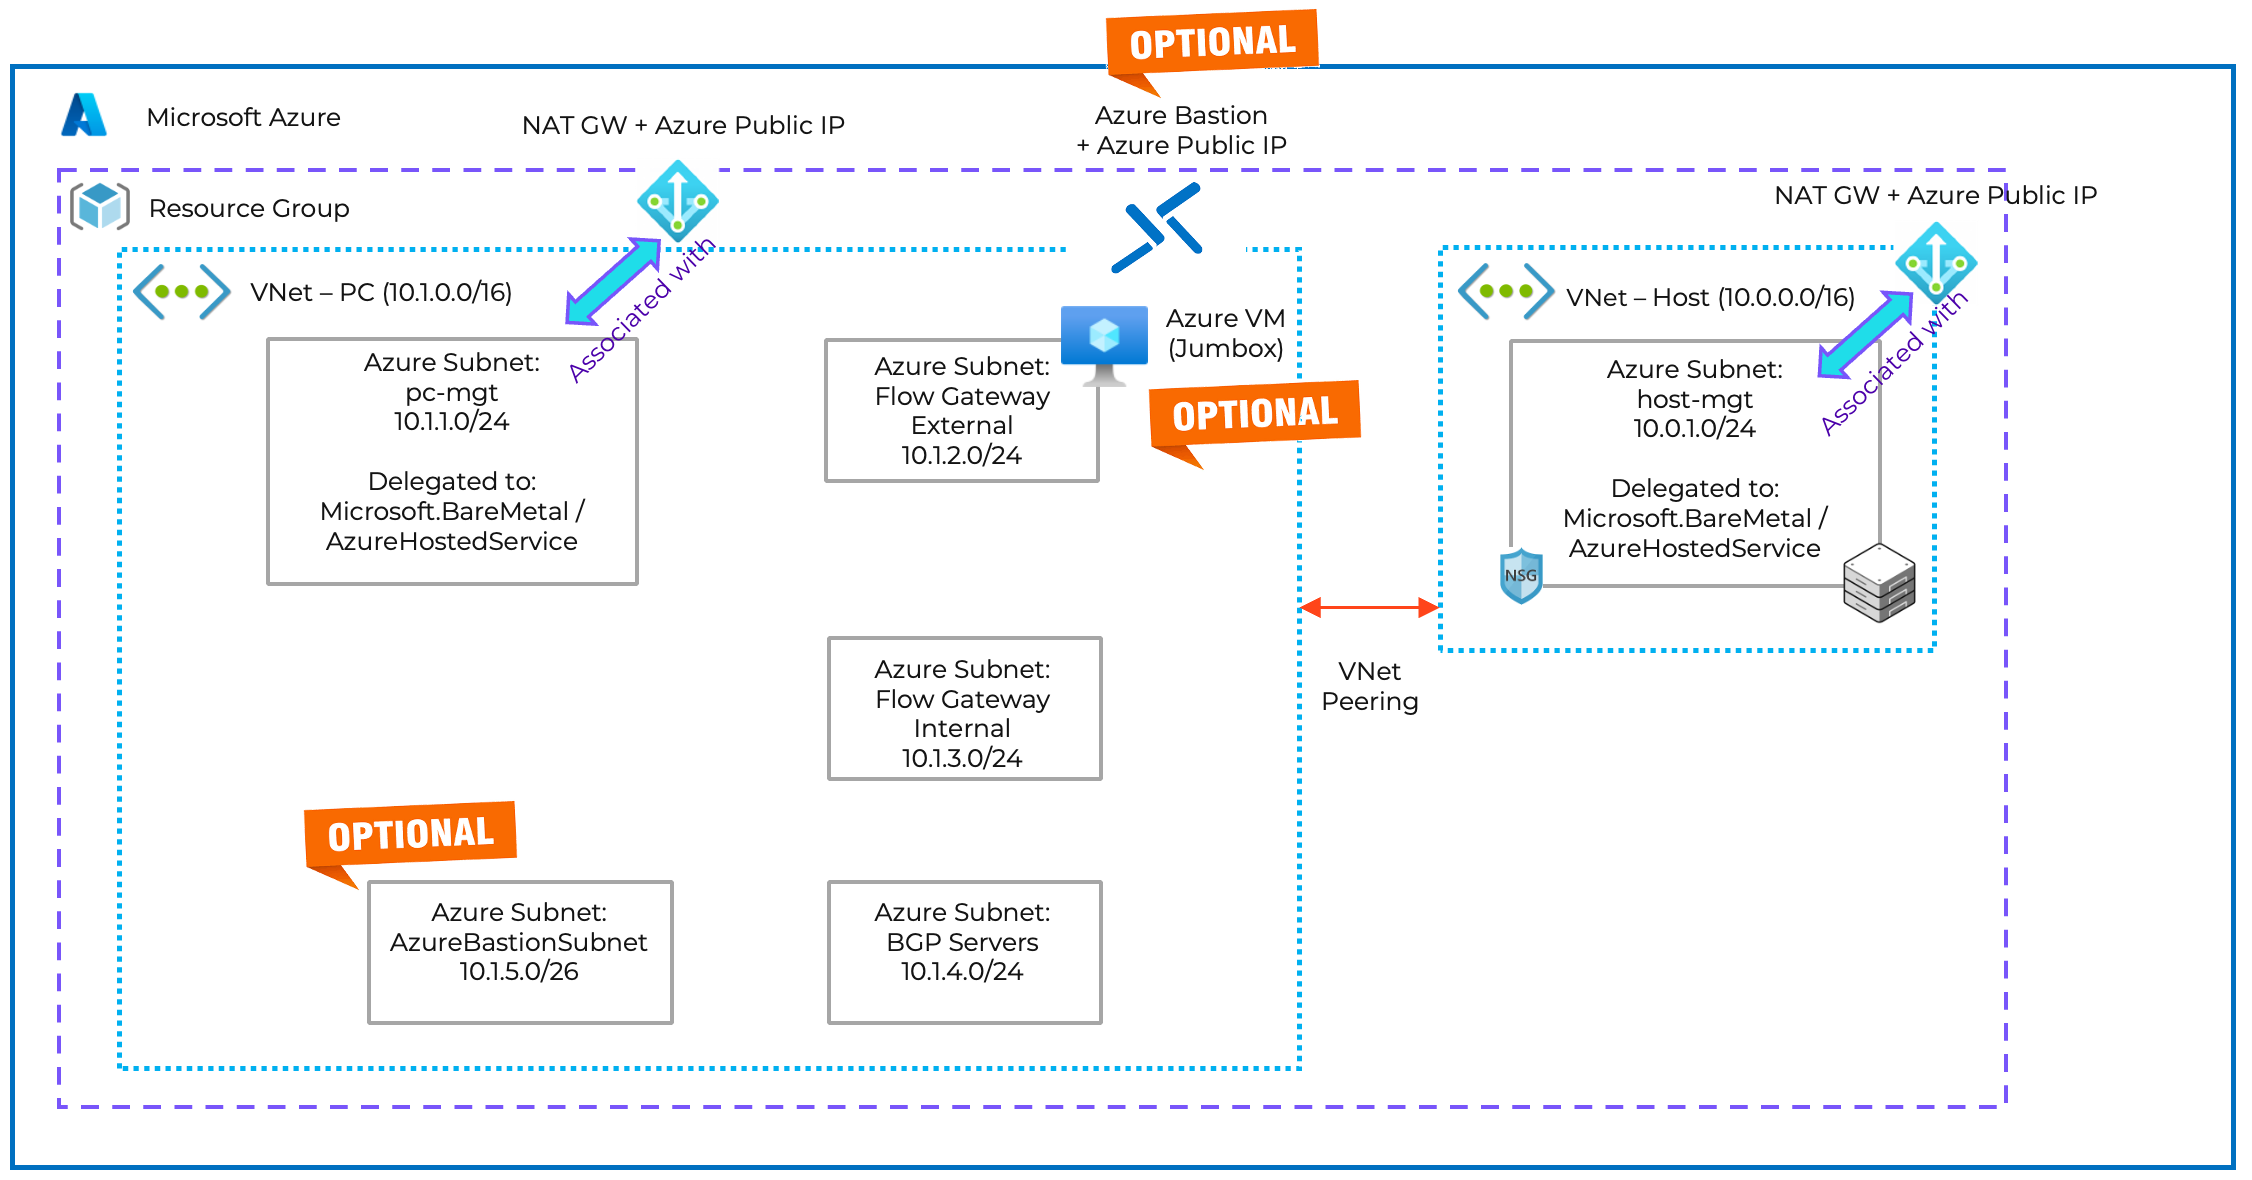 OPTIONAL
Microsoft Azure
NAT GW + Azure Public IP
Azure Bastion
+ Azure Public IP
Resource Group
NAT GW + Azure Public IP
VNet – PC (10.1.0.0/16)
Associated with
Azure Subnet:
pc-mgt
10.1.1.0/24
Delegated to:
Microsoft.BareMetal /
AzureHostedService
Azure VM
(Jumbox)
OPTIONAL
Azure Subnet:
Flow Gateway
External
10.1.2.0/24
VNet – Host (10.0.0.0/16)
Associated with
Azure Subnet:
host-mgt
10.0.1.0/24
Delegated to:
Microsoft.BareMetal /
AzureHostedService
NSG
VNet
Peering
Azure Subnet:
Flow Gateway
Internal
10.1.3.0/24
OPTIONAL
Azure Subnet:
AzureBastionSubnet
10.1.5.0/26
Azure Subnet:
BGP Servers
10.1.4.0/24